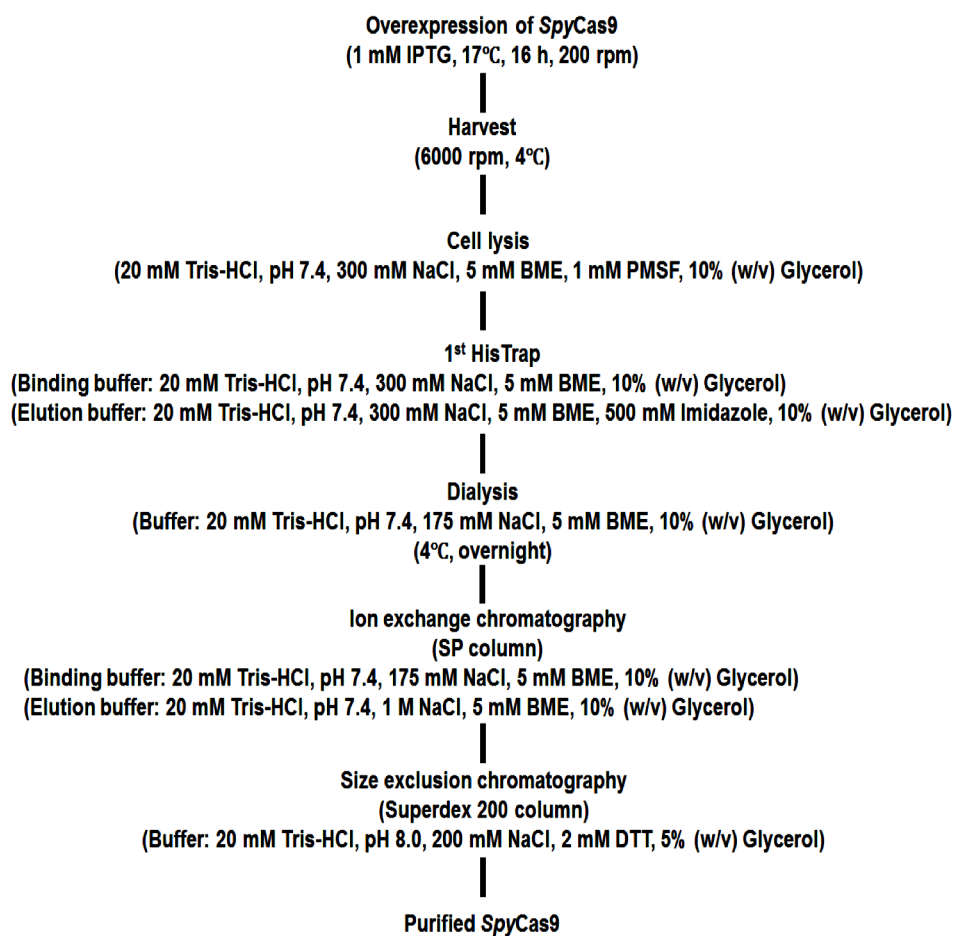 Overexpression of SpyCas9
(1 mM IPTG, 17℃, 16 h, 200 rpm)
Harvest
(6000 rpm, 4℃)
Cell lysis
(20 mM Tris-HCl, pH 7.4, 300 mM NaCl, 5 mM BME, 1 mM PMSF, 10% (w/v) Glycerol)
1st HisTrap
(Binding buffer: 20 mM Tris-HCl, pH 7.4, 300 mM NaCl, 5 mM BME, 10% (w/v) Glycerol)
(Elution buffer: 20 mM Tris-HCl, pH 7.4, 300 mM NaCl, 5 mM BME, 500 mM Imidazole, 10% (w/v) Glycerol)
Dialysis
(Buffer: 20 mM Tris-HCl, pH 7.4, 175 mM NaCl, 5 mM BME, 10% (w/v) Glycerol)
(4℃, overnight)
Ion exchange chromatography
(SP column)
(Binding buffer: 20 mM Tris-HCl, pH 7.4, 175 mM NaCl, 5 mM BME, 10% (w/v) Glycerol)
(Elution buffer: 20 mM Tris-HCl, pH 7.4, 1 M NaCl, 5 mM BME, 10% (w/v) Glycerol)
Size exclusion chromatography
(Superdex 200 column)
(Buffer: 20 mM Tris-HCl, pH 8.0, 200 mM NaCl, 2 mM DTT, 5% (w/v) Glycerol)
Purified SpyCas9